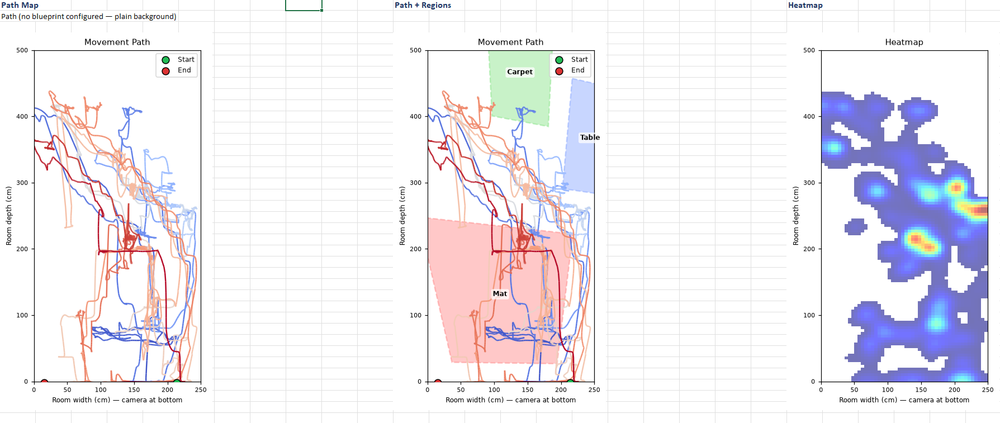 Path Map
Path + Regions
Heatmap
Path (no blueprint configured — plain background)
Movement Path
Start
End
500
400
300
200
100
0
Room depth (cm)
0
50
100
150
200
250
Room width (cm) — camera at bottom
Movement Path
Start
End
Carpet
Table
Mat
500
400
300
200
100
0
Room depth (cm)
0
50
100
150
200
250
Room width (cm) — camera at bottom
Heatmap
500
400
300
200
100
0
Room depth (cm)
0
50
100
150
200
250
Room width (cm) — camera at bottom